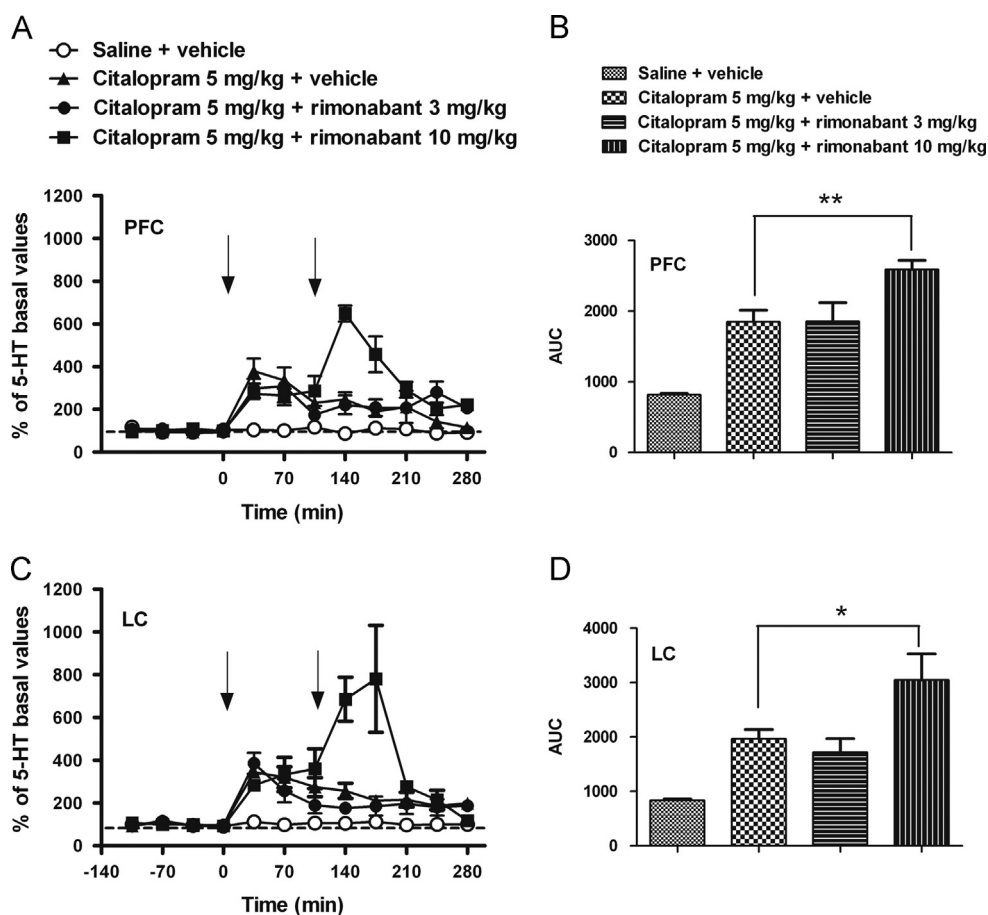 A
Saline + vehicle
Citalopram 5 mg/kg + vehicle
Citalopram 5 mg/kg + rimonabant 3 mg/kg
Citalopram 5 mg/kg + rimonabant 10 mg/kg
% of 5-HT basal values
1200
1000
800
600
400
200
0
PFC
0 70 140 210 280
Time (min)
B
Saline + vehicle
Citalopram 5 mg/kg + vehicle
Citalopram 5 mg/kg + rimonabant 3 mg/kg
Citalopram 5 mg/kg + rimonabant 10 mg/kg
**
AUC
3000
2000
1000
0
PFC
C
% of 5-HT basal values
1200
1000
800
600
400
200
0
LC
-140 -70 0 70 140 210 280
Time (min)
D
*
AUC
4000
3000
2000
1000
0
LC